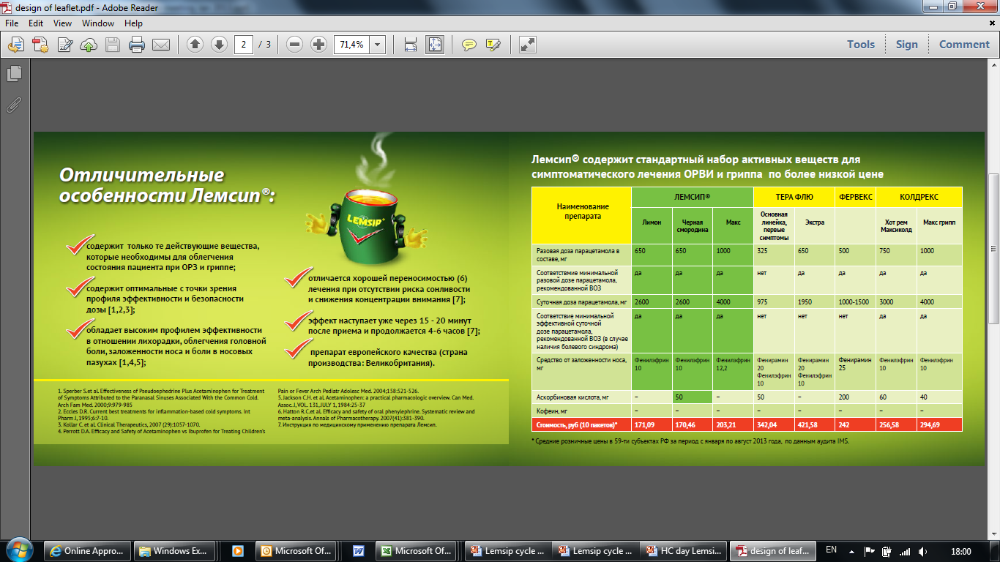 design of leaflet.pdf - Adobe Reader
File Edit View Window Help
2 / 3 71,4% Tools Sign Comment
Отличительные
особенности Лемсип®:
LEMSIP®
содержит только те действующие вещества,
которые необходимы для облегчения
состояния пациента при ОРЗ и гриппе;
содержит оптимальные с точки зрения
профиля эффективности и безопасности
дозы [1,2,3];
обладает высоким профилем эффективности
в отношении лихорадки, облегчения головной
боли, заложенности носа и боли в носовых
пазухах [1,4,5];
отличается хорошей переносимостью (6)
лечения при отсутствии риска сонливости
и снижения концентрации внимания [7];
эффект наступает уже через 15 - 20 минут
после приема и продолжается 4-6 часов [7];
препарат европейского качества (страна
производства: Великобритания).
1. Sperber S.et al. Effectiveness of Pseudoephedrine Plus Acetaminophen for Treatment
of Symptoms Attributed to the Paranasal Sinuses Associated With the Common Cold.
Arch Fam Med. 2000;9:979-985
2. Eccles D.R. Current best treatments for inflammation-based cold symptoms. Int
Pharm J, 1995;6:7-10.
3. Kollar C. et al. Clinical Therapeutics, 2007 (29):1057-1070.
4. Perrott D.A. Efficacy and Safety of Acetaminophen vs Ibuprofen for Treating Children's
Pain or Fever Arch Pediatr Adolesc Med. 2004;158:521-526.
5. Jackson C.H. et al. Acetaminophen: a practical pharmacologic overview. Can Med.
Assoc. J, VOL. 131, JULY 1, 1984:25-37
6. Hatton R.C.et al. Efficacy and safety of oral phenylephrine. Systematic review and
meta-analysis. Annals of Pharmacotherapy. 2007(41):381-390.
7. Инструкция по медицинскому применению препарата Лемсип.
Лемсип® содержит стандартный набор активных веществ для
симптоматического лечения ОРВИ и гриппа по более низкой цене
Наименование
препарата
ЛЕМСИП® ТЕРА ФЛЮ ФЕРВЕКС КОЛДРЕКС
Лимон
Черная
смородина
Макс
Основная
линейка,
первые
симптомы
Экстра
Хот рем
Максиколд
Макс грипп
Разовая доза парацетамола в
составе, мг
650 650 1000 325 650 500 750 1000
Соответствие минимальной
разовой дозе парацетамола,
рекомендованной ВОЗ
да да да нет да да да да
Суточная доза парацетамола, мг 2600 2600 4000 975 1950 1000-1500 3000 4000
Соответствие минимальной
эффективной суточной
дозе парацетамола,
рекомендованной ВОЗ (в случае
наличия болевого синдрома)
да да да нет нет нет да да
Средство от заложенности носа,
мг
Фенилэфрин
10
Фенилэфрин
10
Фенилэфрин
12,2
Фенирамин
20
Фенилэфрин
10
Фенирамин
20
Фенилэфрин
10
Фенирамин
25
Фенилэфрин
10
Фенилэфрин
10
Аскорбиновая кислота, мг – 50 – 50 – 200 60 40
Кофеин, мг – – – – – – – –
Стоимость, руб (10 пакетов)* 171,09 170,46 203,21 342,04 421,58 242 256,58 294,69
* Средние розничные цены в 59-ти субъектах РФ за период с января по август 2013 года, по данным аудита IMS.
Online Appro... Windows Ex... Microsoft Of... Microsoft Of... Lemsip cycle ... Lemsip cycle ... HC day Lemsi... design of leaf... EN 18:00